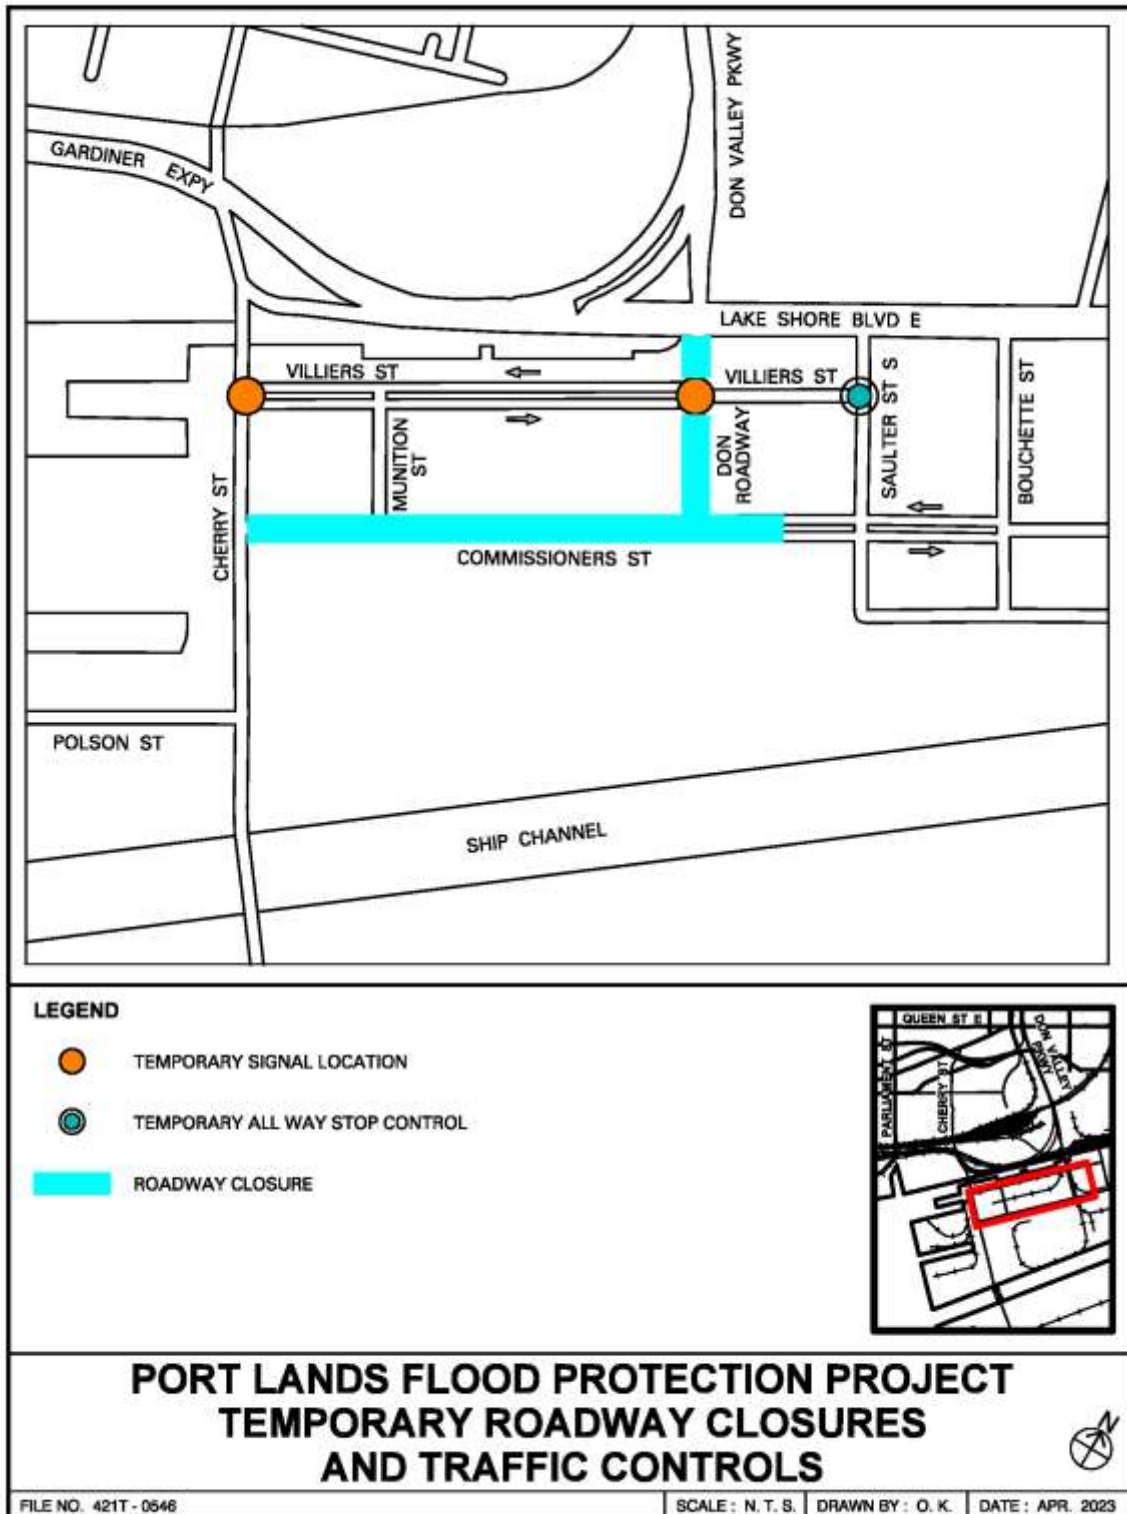 DON VALLEY PKWY
GARDINER EXPY
LAKE SHORE BLVD E
VILLIERS ST
VILLIERS ST
MUNITION
ST
DON
ROADWAY
SAULTER ST S
BOUCHETTE ST
CHERRY ST
COMMISSIONERS ST
POLSON ST
SHIP CHANNEL
LEGEND
TEMPORARY SIGNAL LOCATION
TEMPORARY ALL WAY STOP CONTROL
ROADWAY CLOSURE
QUEEN ST E
DON VALLEY
PKWY
PARLIAMENT ST
CHERRY ST
PORT LANDS FLOOD PROTECTION PROJECT
TEMPORARY ROADWAY CLOSURES
AND TRAFFIC CONTROLS
N
FILE NO. 421T - 0546
SCALE : N. T. S.
DRAWN BY : O. K.
DATE : APR. 2023